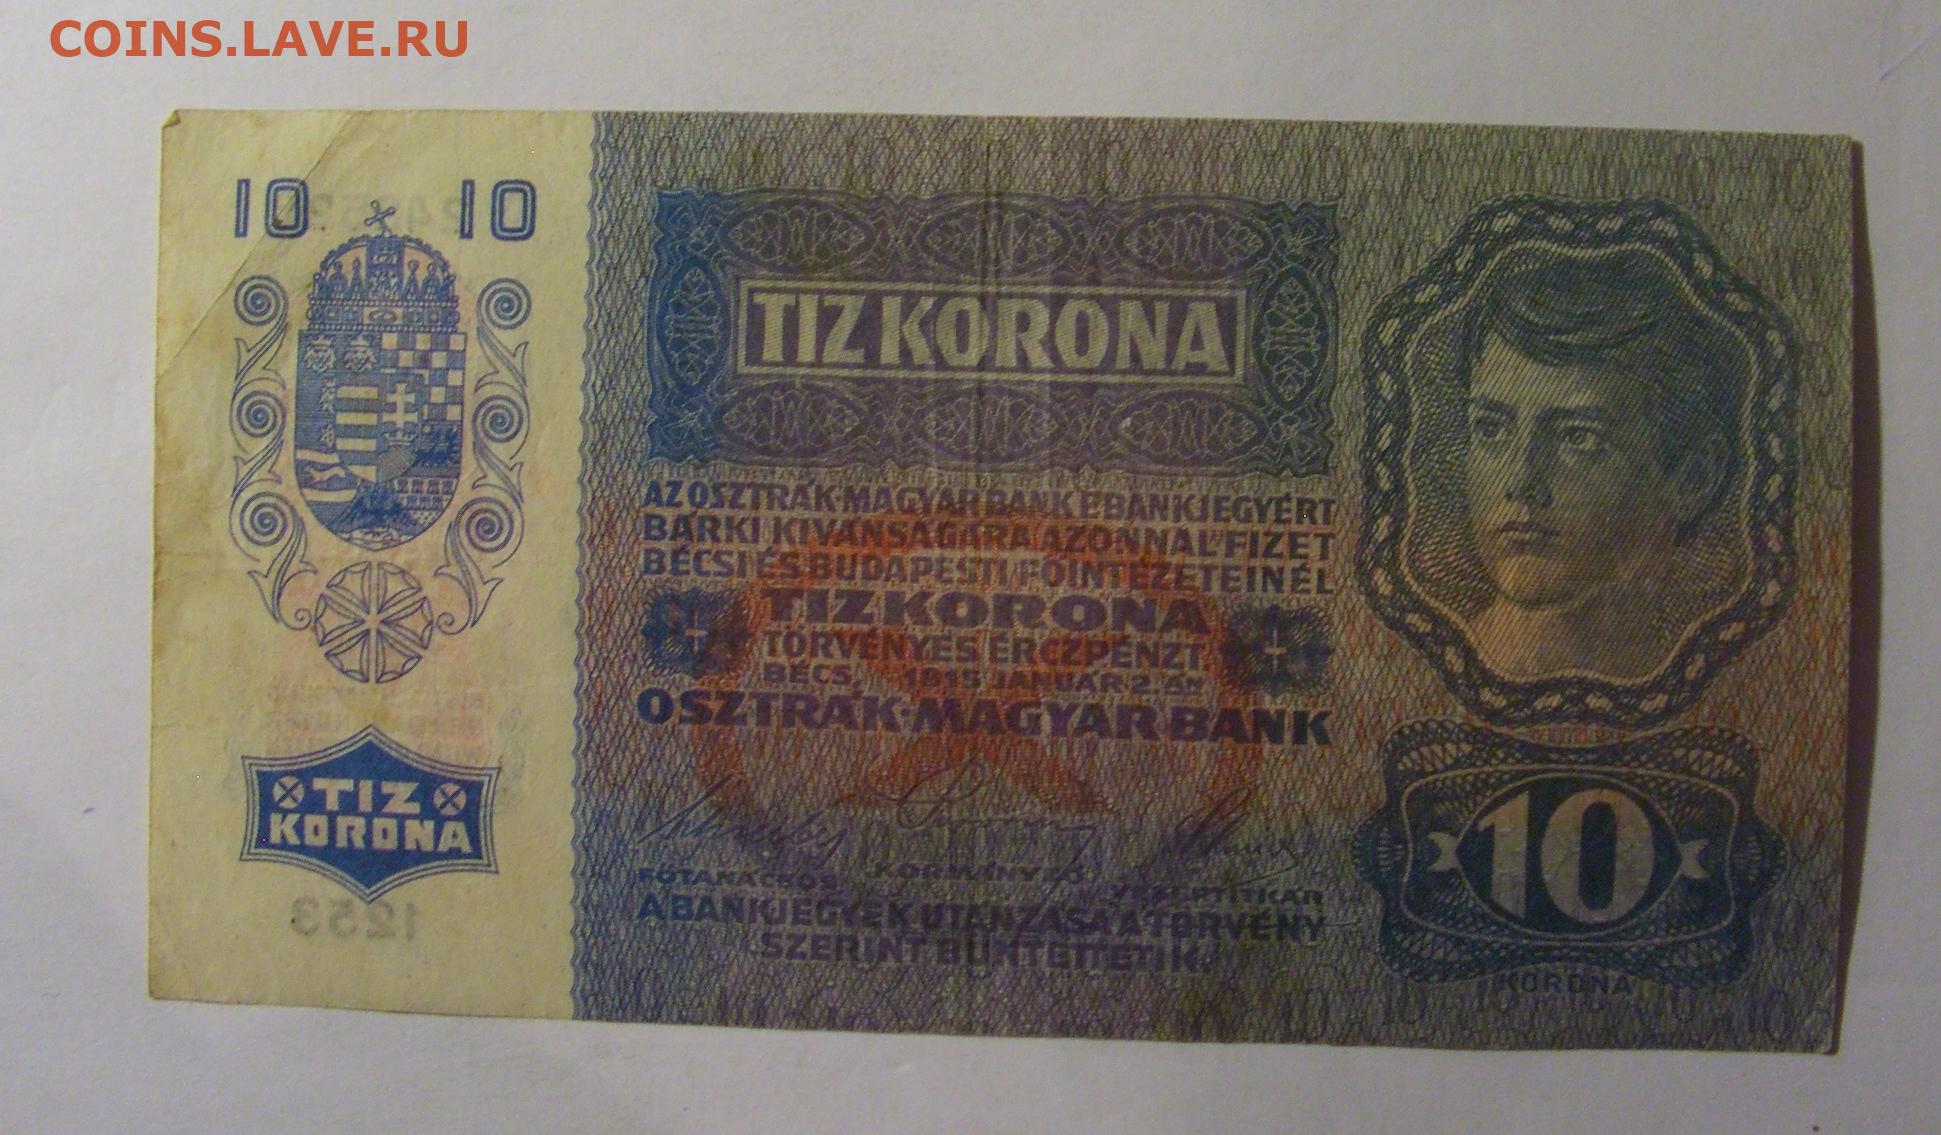 COINS.LAVE.RU
10 10
TIZ KORONA
AZ OSZTRÁK-MAGYAR BANK E BANKJEGYÉRT
BÁRKI KIVÁNSÁGÁRA AZONNAL FIZET
BÉCSI ÉS BUDAPESTI FŐINTÉZETEINÉL
TIZ KORONA
TÖRVÉNYES ÉRCZPÉNZT.
BÉCS, 1915 JANUÁR 2.ÁN
OSZTRÁK-MAGYAR BANK
FŐTANÁCSOS KORMÁNYZÓ VEZÉRTITKÁR
A BANKJEGYEK UTÁNZÁSA A TÖRVÉNY
SZERINT BÜNTETTETIK.
TIZ
KORONA
1253
10
KORONA